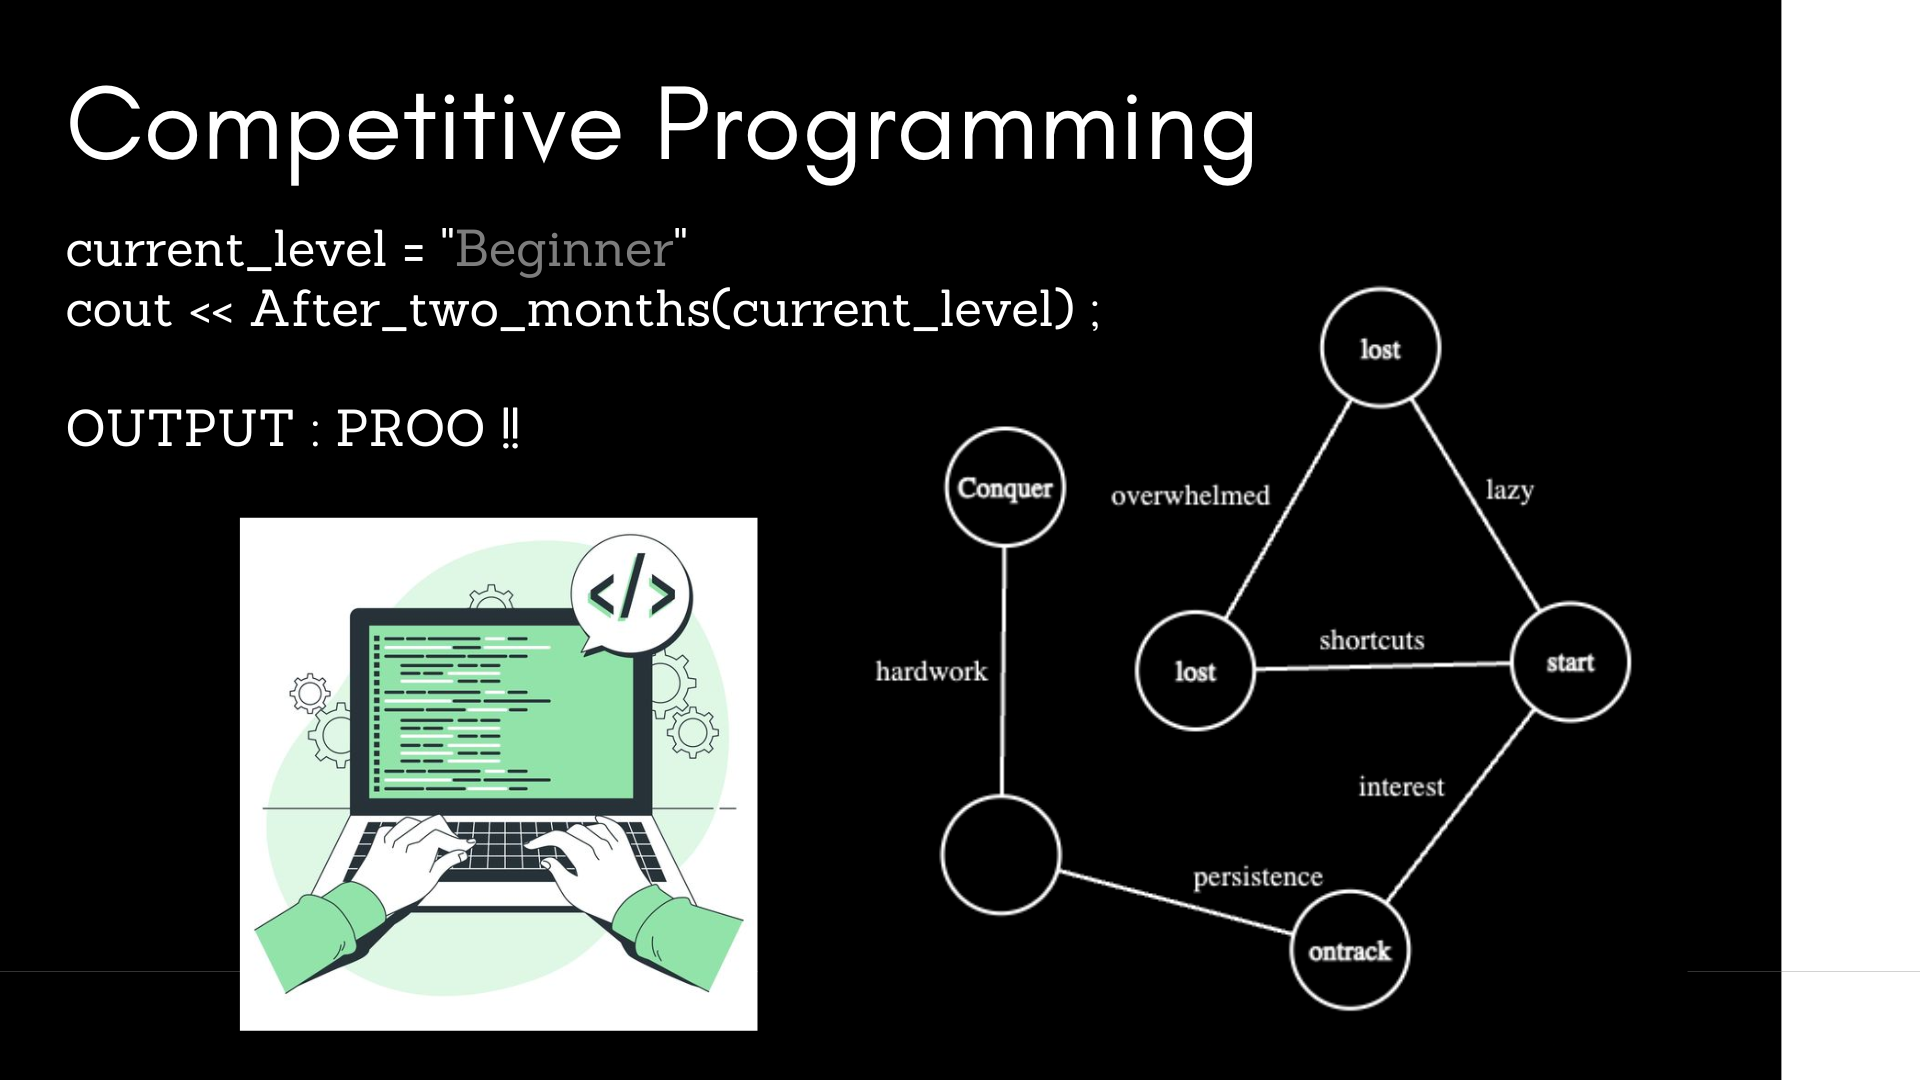 Competitive Programming
current_level = "Beginner"
cout << After_two_months(current_level) ;
OUTPUT : PROO !!
</>
lost
Conquer
overwhelmed
lazy
hardwork
shortcuts
lost
start
interest
persistence
ontrack